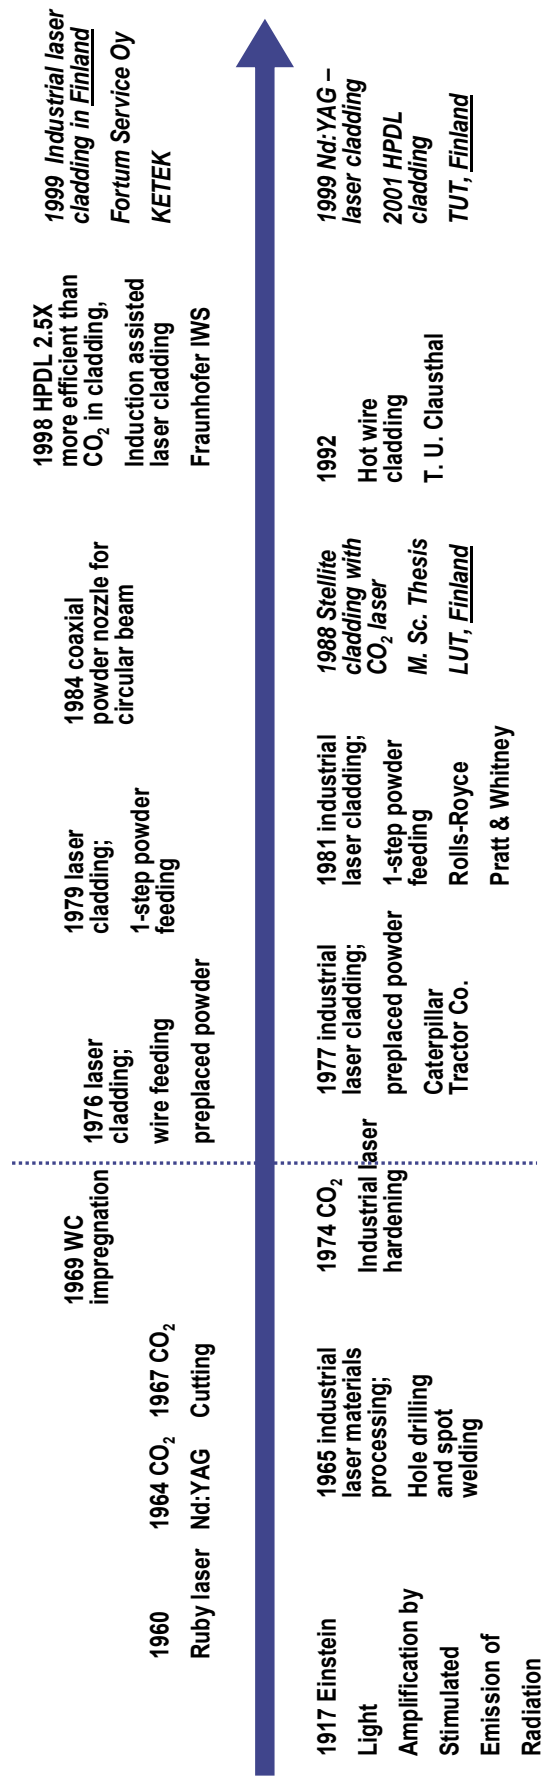 1960
Ruby laser
1964 CO₂
Nd:YAG
1967 CO₂
Cutting
1969 WC
impregnation
1976 laser
cladding;
wire feeding
preplaced powder
1979 laser
cladding;
1-step powder
feeding
1984 coaxial
powder nozzle for
circular beam
1998 HPDL 2.5X
more efficient than
CO₂ in cladding,
Induction assisted
laser cladding
Fraunhofer IWS
1999 Industrial laser
cladding in Finland
Fortum Service Oy
KETEK
1917 Einstein
Light
Amplification by
Stimulated
Emission of
Radiation
1965 industrial
laser materials
processing;
Hole drilling
and spot
welding
1974 CO₂
Industrial laser
hardening
1977 industrial
laser cladding;
preplaced powder
Caterpillar
Tractor Co.
1981 industrial
laser cladding;
1-step powder
feeding
Rolls-Royce
Pratt & Whitney
1988 Stellite
cladding with
CO₂ laser
M. Sc. Thesis
LUT, Finland
1992
Hot wire
cladding
T. U. Clausthal
1999 Nd:YAG –
laser cladding
2001 HPDL
cladding
TUT, Finland